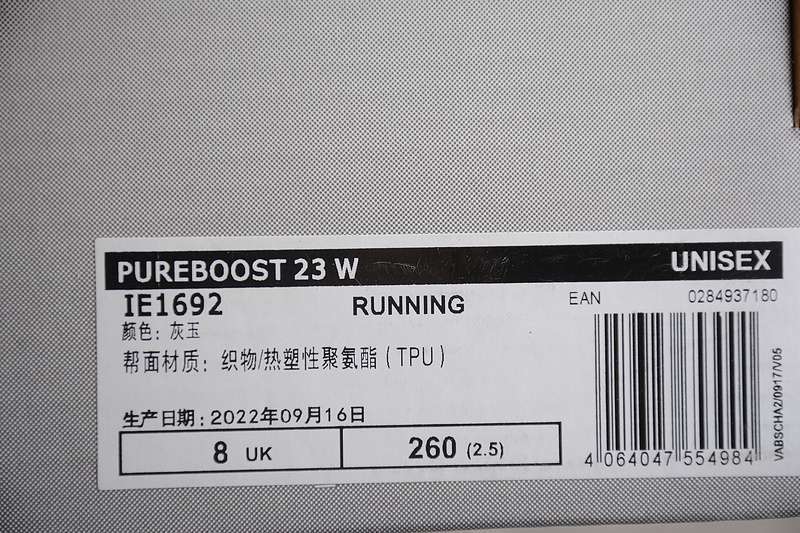 PUREBOOST 23 W UNISEX
IE1692 RUNNING EAN 0284937180
颜色: 灰玉
帮面材质: 织物/热塑性聚氨酯(TPU)
生产日期: 2022年09月16日
8 UK 260 (2.5)
4 064047 554984
VABSCHA2/0917/V05